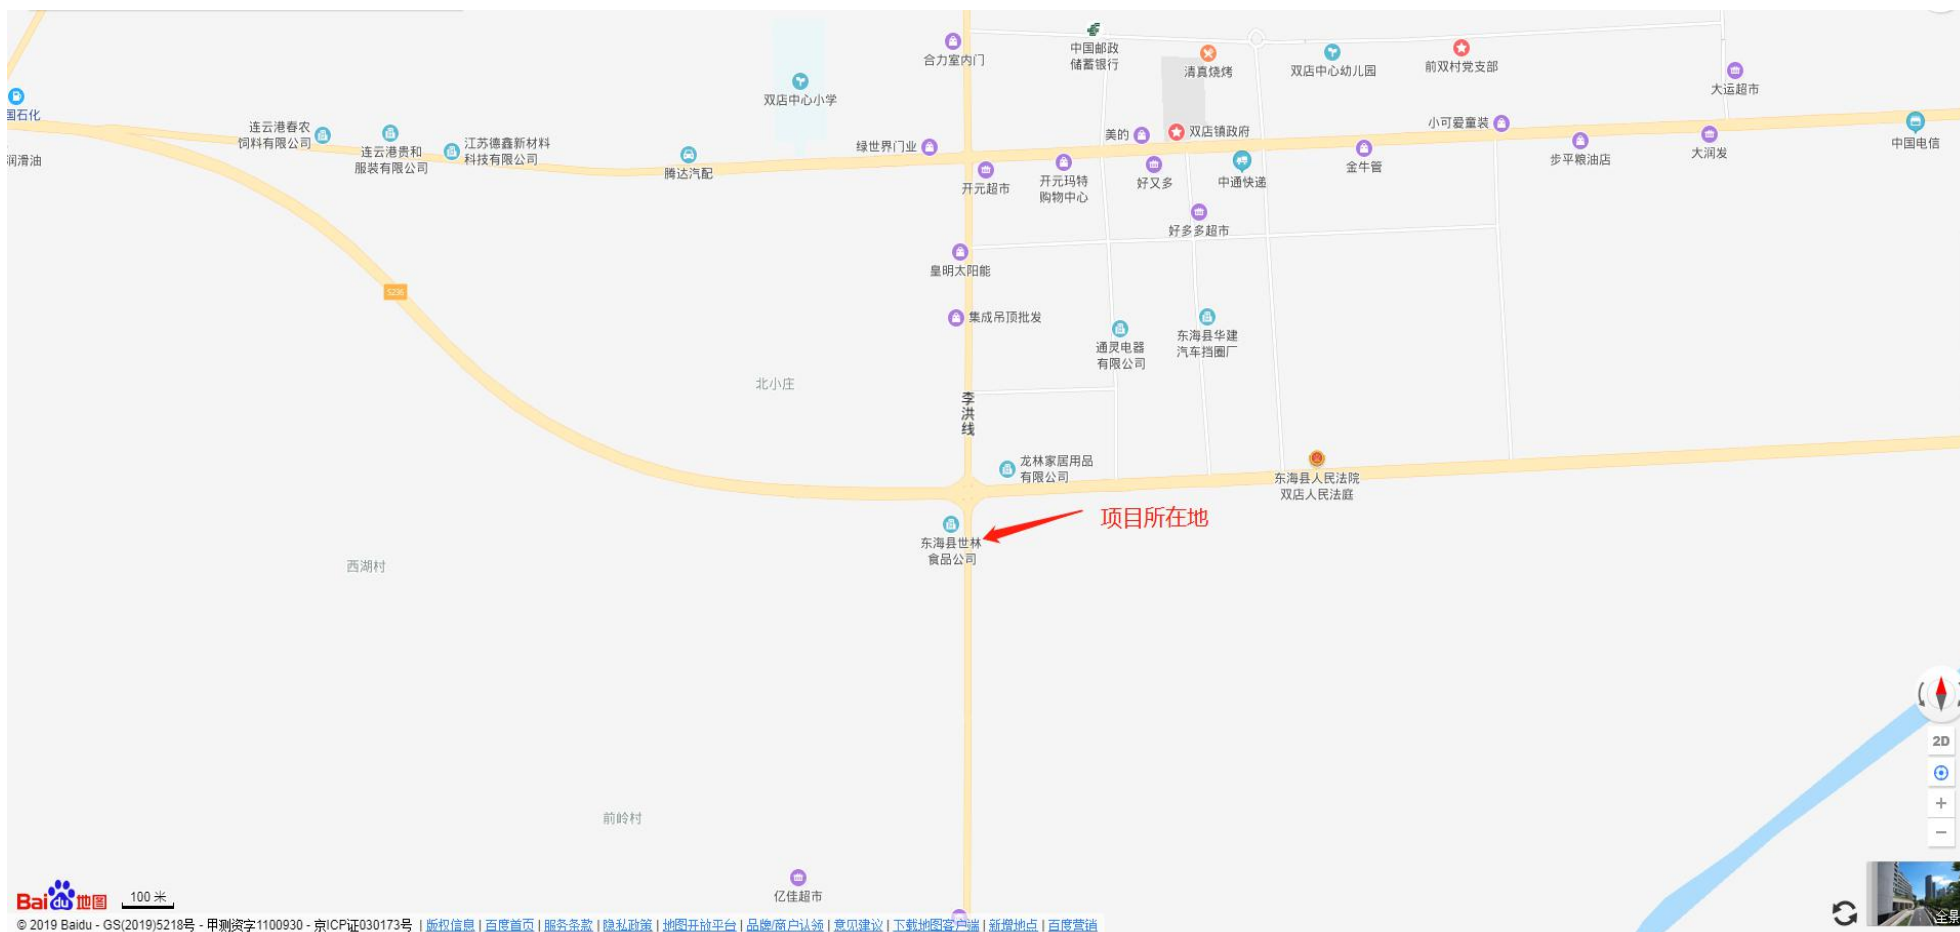 中国邮政
储蓄银行
合力室内门
清真烧烤
双店中心幼儿园
前双村党支部
双店中心小学
大运超市
国石化
润滑油
连云港春农
饲料有限公司
连云港贵和
服装有限公司
江苏德鑫新材料
科技有限公司
腾达汽配
绿世界门业
美的
双店镇政府
小可爱童装
中国电信
开元超市
开元玛特
购物中心
好又多
中通快递
金牛管
步平粮油店
大润发
好多多超市
皇明太阳能
S236
集成吊顶批发
通灵电器
有限公司
东海县华建
汽车挡圈厂
北小庄
李洪线
龙林家居用品
有限公司
东海县人民法院
双店人民法庭
项目所在地
东海县世林
食品公司
西湖村
前岭村
2D
亿佳超市
Bai du 地图
100 米
全景
© 2019 Baidu - GS(2019)5218号 - 甲测资字1100930 - 京ICP证030173号 | 版权信息 | 百度首页 | 服务条款 | 隐私政策 | 地图开放平台 | 品牌/商户认领 | 意见建议 | 下载地图客户端 | 新增地点 | 百度营销